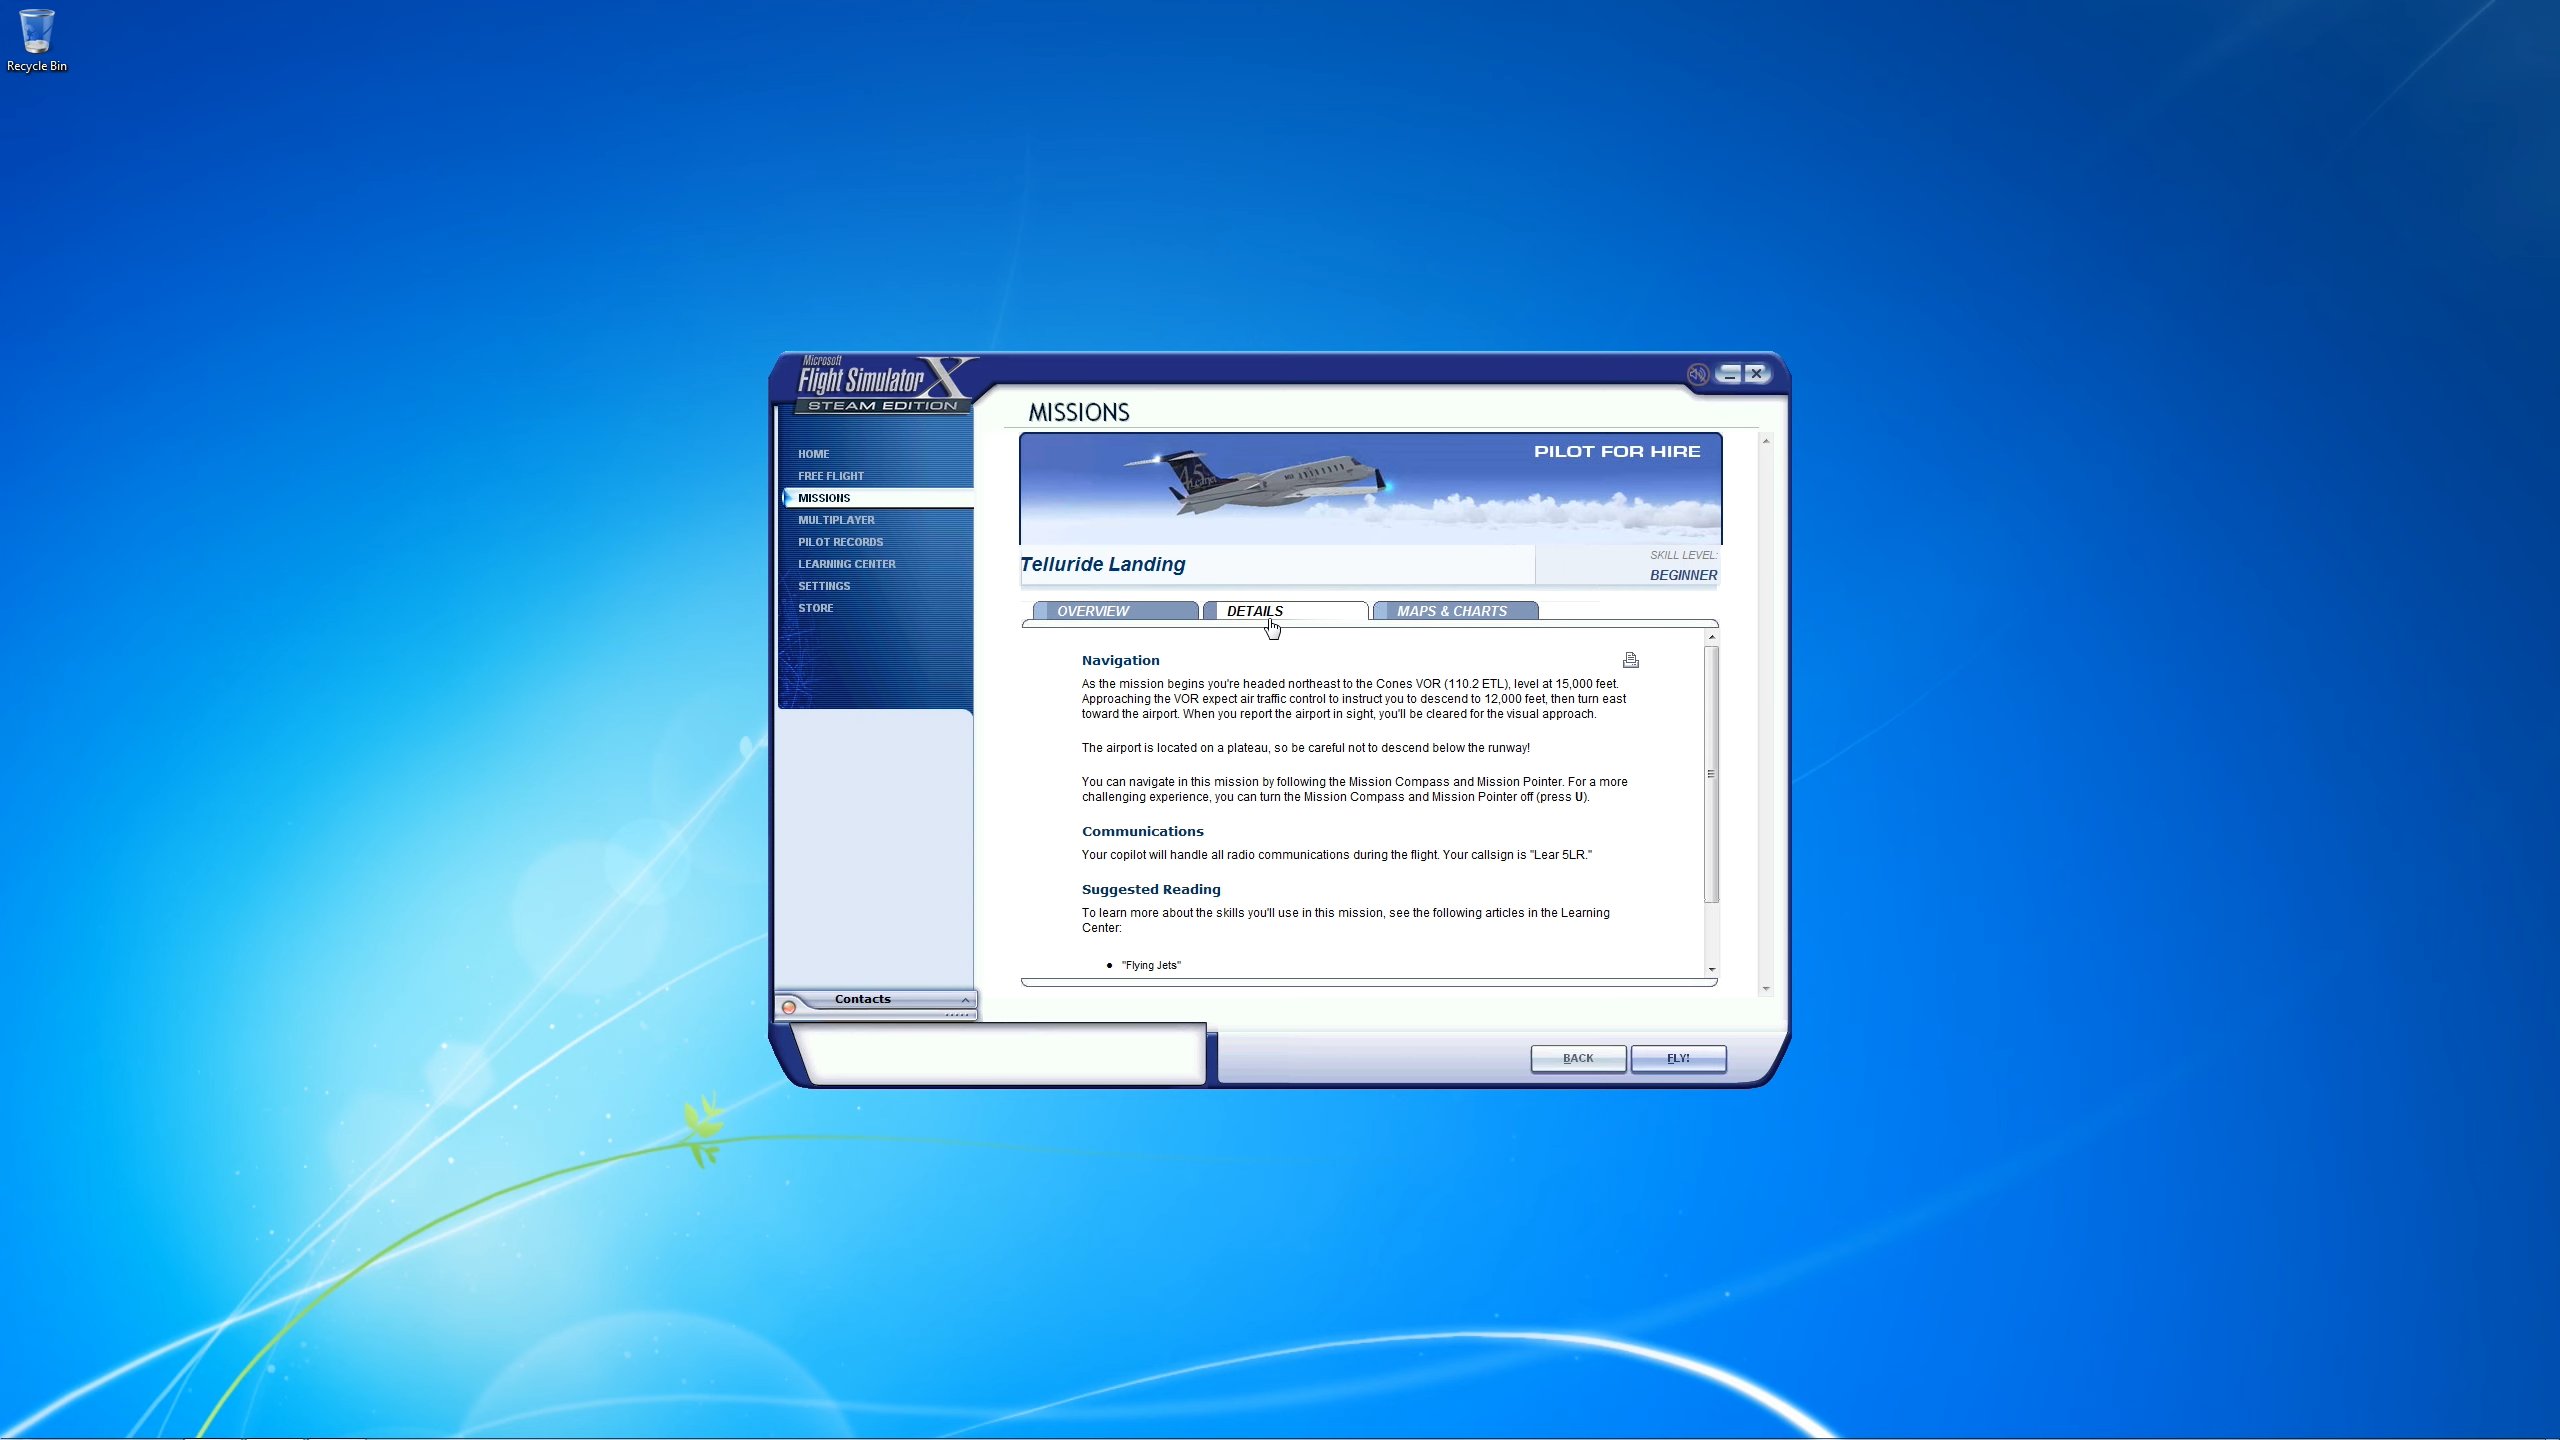 Recycle Bin
Microsoft
Flight Simulator X
STEAM EDITION
HOME
FREE FLIGHT
MISSIONS
MULTIPLAYER
PILOT RECORDS
LEARNING CENTER
SETTINGS
STORE
Contacts
MISSIONS
PILOT FOR HIRE
Telluride Landing
SKILL LEVEL:
BEGINNER
OVERVIEW
DETAILS
MAPS & CHARTS
Navigation
As the mission begins you're headed northeast to the Cones VOR (110.2 ETL), level at 15,000 feet.
Approaching the VOR expect air traffic control to instruct you to descend to 12,000 feet, then turn east
toward the airport. When you report the airport in sight, you'll be cleared for the visual approach.
The airport is located on a plateau, so be careful not to descend below the runway!
You can navigate in this mission by following the Mission Compass and Mission Pointer. For a more
challenging experience, you can turn the Mission Compass and Mission Pointer off (press U).
Communications
Your copilot will handle all radio communications during the flight. Your callsign is "Lear 5LR."
Suggested Reading
To learn more about the skills you'll use in this mission, see the following articles in the Learning
Center:
● "Flying Jets"
BACK
FLY!